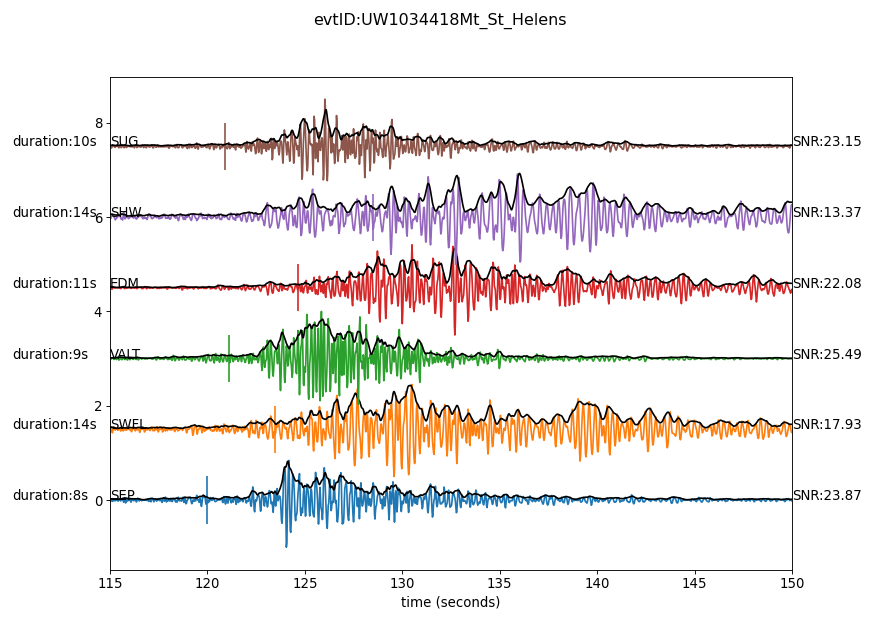 evtID:UW1034418Mt_St_Helens
8
duration:10s SUG SNR:23.15
duration:14s SHW SNR:13.37
6
duration:11s EDM SNR:22.08
4
duration:9s VALT SNR:25.49
2
duration:14s SWFL SNR:17.93
duration:8s SEP SNR:23.87
0
115 120 125 130 135 140 145 150
time (seconds)